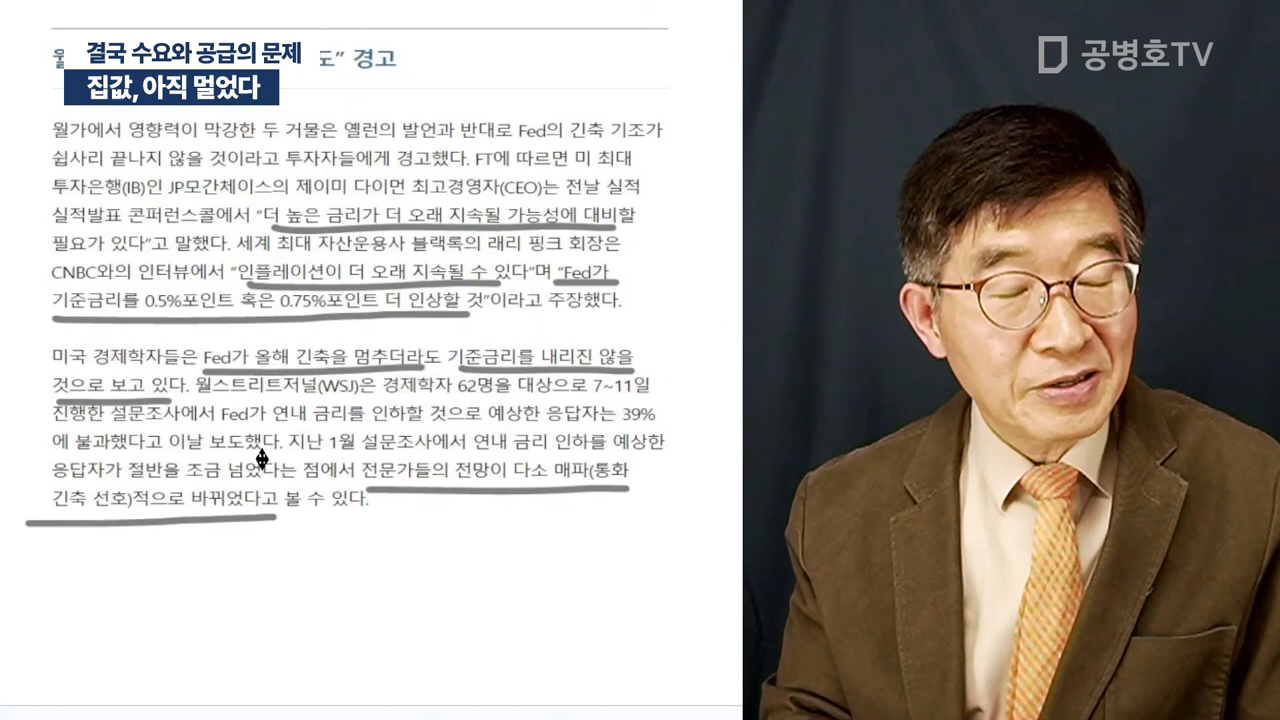 결국 수요와 공급의 문제
도” 경고
집값, 아직 멀었다
공병호TV
월가에서 영향력이 막강한 두 거물은 옐런의 발언과 반대로 Fed의 긴축 기조가
쉽사리 끝나지 않을 것이라고 투자자들에게 경고했다. FT에 따르면 미 최대
투자은행(IB)인 JP모간체이스의 제이미 다이먼 최고경영자(CEO)는 전날 실적
실적발표 콘퍼런스콜에서 “더 높은 금리가 더 오래 지속될 가능성에 대비할
필요가 있다”고 말했다. 세계 최대 자산운용사 블랙록의 래리 핑크 회장은
CNBC와의 인터뷰에서 “인플레이션이 더 오래 지속될 수 있다”며 “Fed가
기준금리를 0.5%포인트 혹은 0.75%포인트 더 인상할 것”이라고 주장했다.
미국 경제학자들은 Fed가 올해 긴축을 멈추더라도 기준금리를 내리진 않을
것으로 보고 있다. 월스트리트저널(WSJ)은 경제학자 62명을 대상으로 7~11일
진행한 설문조사에서 Fed가 연내 금리를 인하할 것으로 예상한 응답자는 39%
에 불과했다고 이날 보도했다. 지난 1월 설문조사에서 연내 금리 인하를 예상한
응답자가 절반을 조금 넘었다는 점에서 전문가들의 전망이 다소 매파(통화
긴축 선호)적으로 바뀌었다고 볼 수 있다.